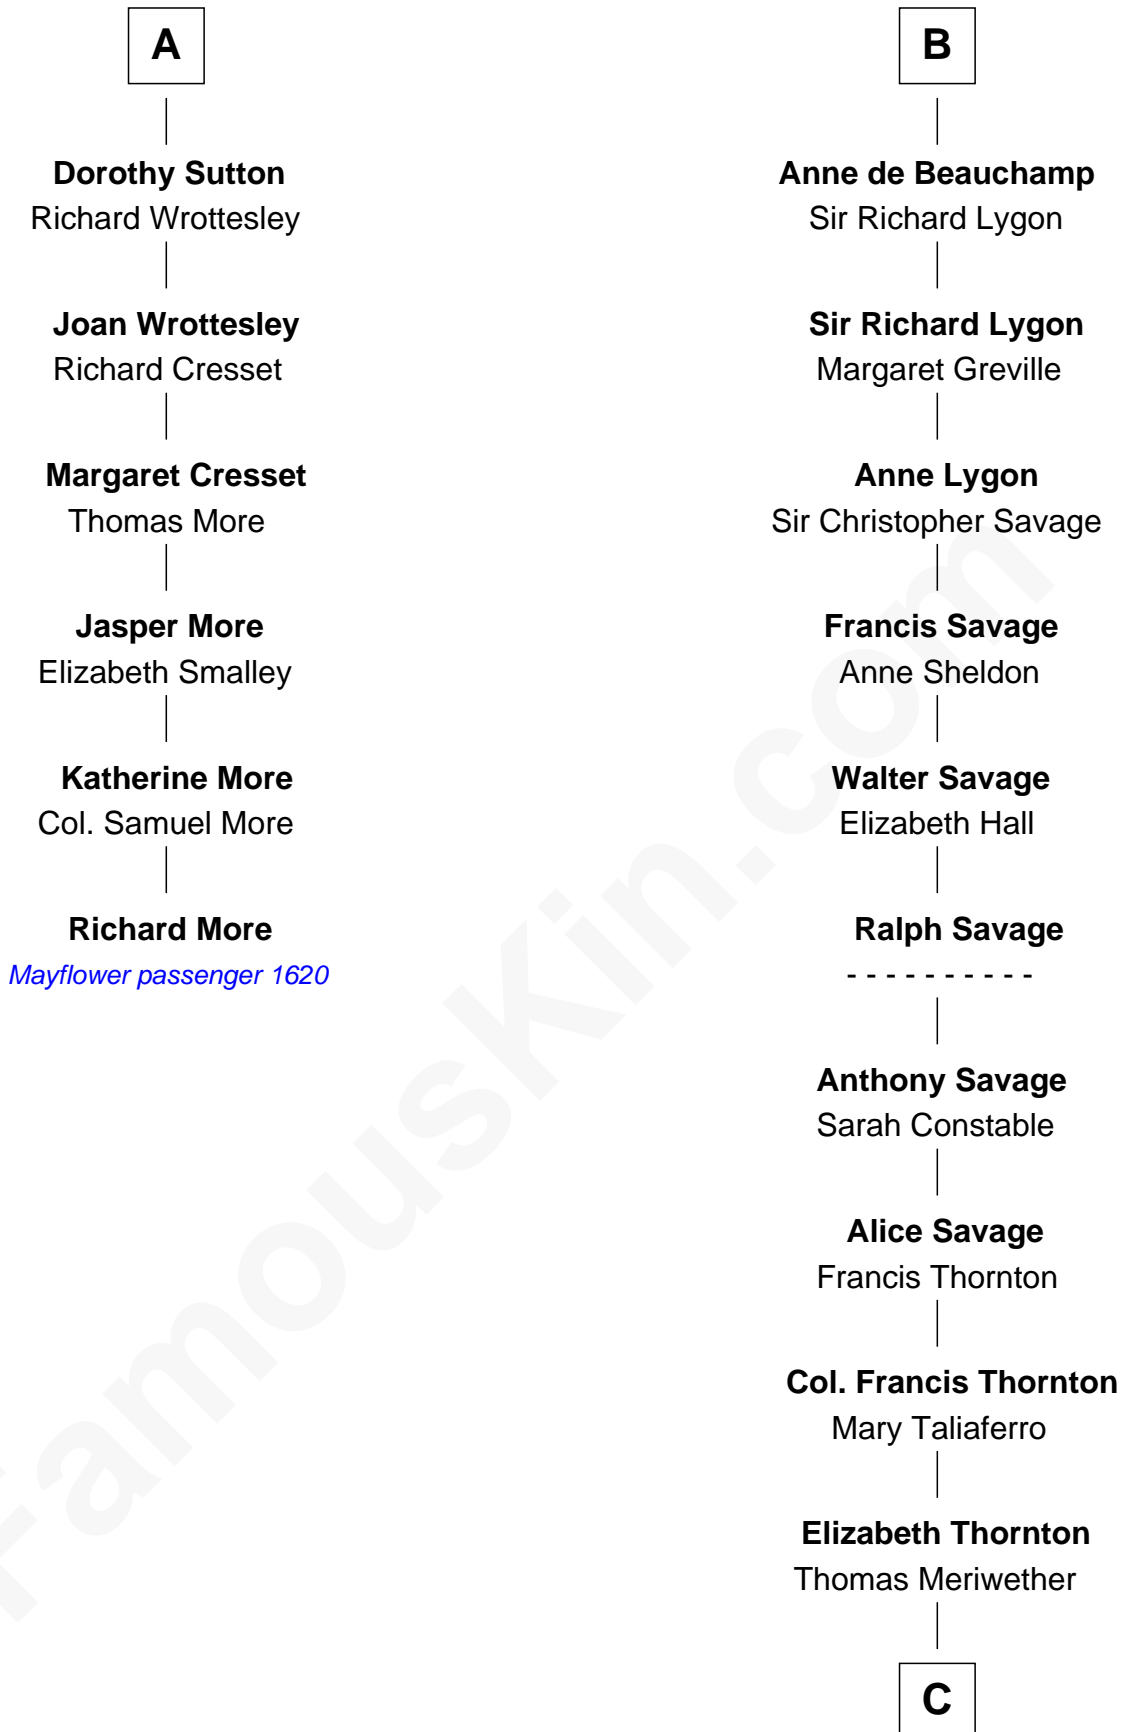 A
Dorothy Sutton
Richard Wrottesley
Joan Wrottesley
Richard Cresset
Margaret Cresset
Thomas More
Jasper More
Elizabeth Smalley
Katherine More
Col. Samuel More
Richard More
Mayflower passenger 1620
B
Anne de Beauchamp
Sir Richard Lygon
Sir Richard Lygon
Margaret Greville
Anne Lygon
Sir Christopher Savage
Francis Savage
Anne Sheldon
Walter Savage
Elizabeth Hall
Ralph Savage
- - - - - - - - - -
Anthony Savage
Sarah Constable
Alice Savage
Francis Thornton
Col. Francis Thornton
Mary Taliaferro
Elizabeth Thornton
Thomas Meriwether
C
FamousKin.com